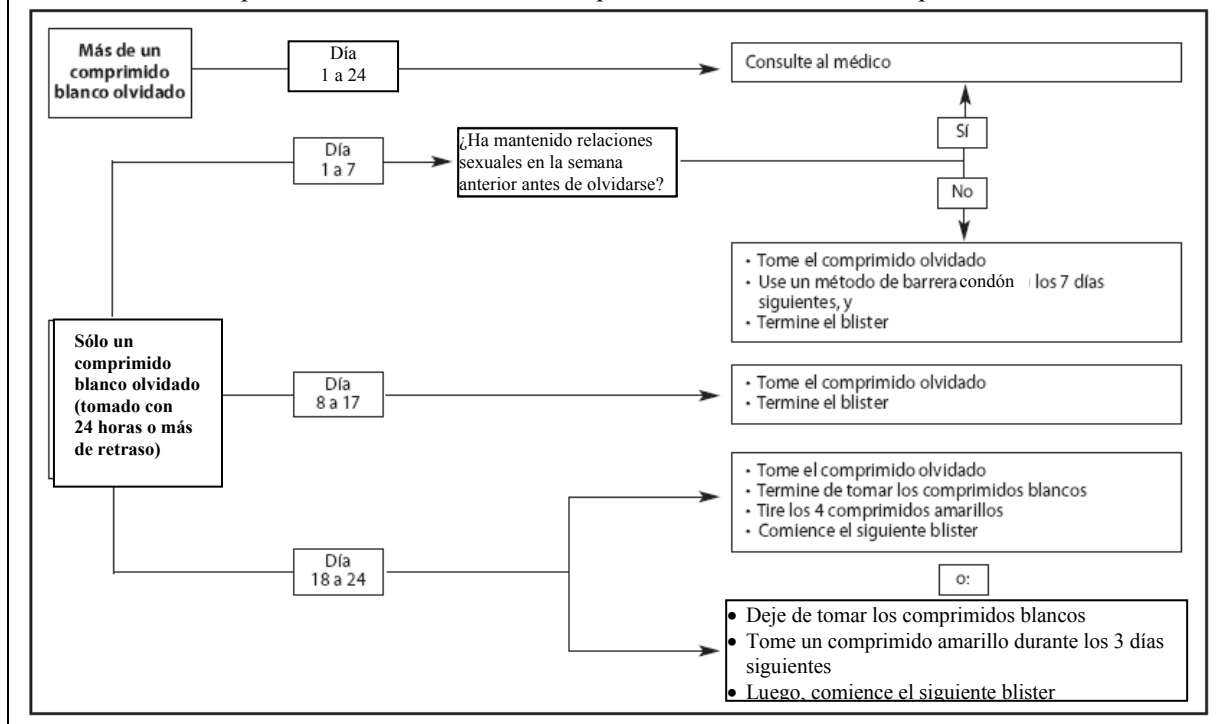 Más de un
comprimido
blanco olvidado
Día
1 a 24
Consulte al médico
Sí
Día
1 a 7
¿Ha mantenido relaciones
sexuales en la semana
anterior antes de olvidarse?
No
• Tome el comprimido olvidado
• Use un método de barrera condón los 7 días
siguientes, y
• Termine el blister
Sólo un
comprimido
blanco olvidado
(tomado con
24 horas o más
de retraso)
Día
8 a 17
• Tome el comprimido olvidado
• Termine el blister
Día
18 a 24
• Tome el comprimido olvidado
• Termine de tomar los comprimidos blancos
• Tire los 4 comprimidos amarillos
• Comience el siguiente blister
o:
• Deje de tomar los comprimidos blancos
• Tome un comprimido amarillo durante los 3 días
siguientes
• Luego, comience el siguiente blister